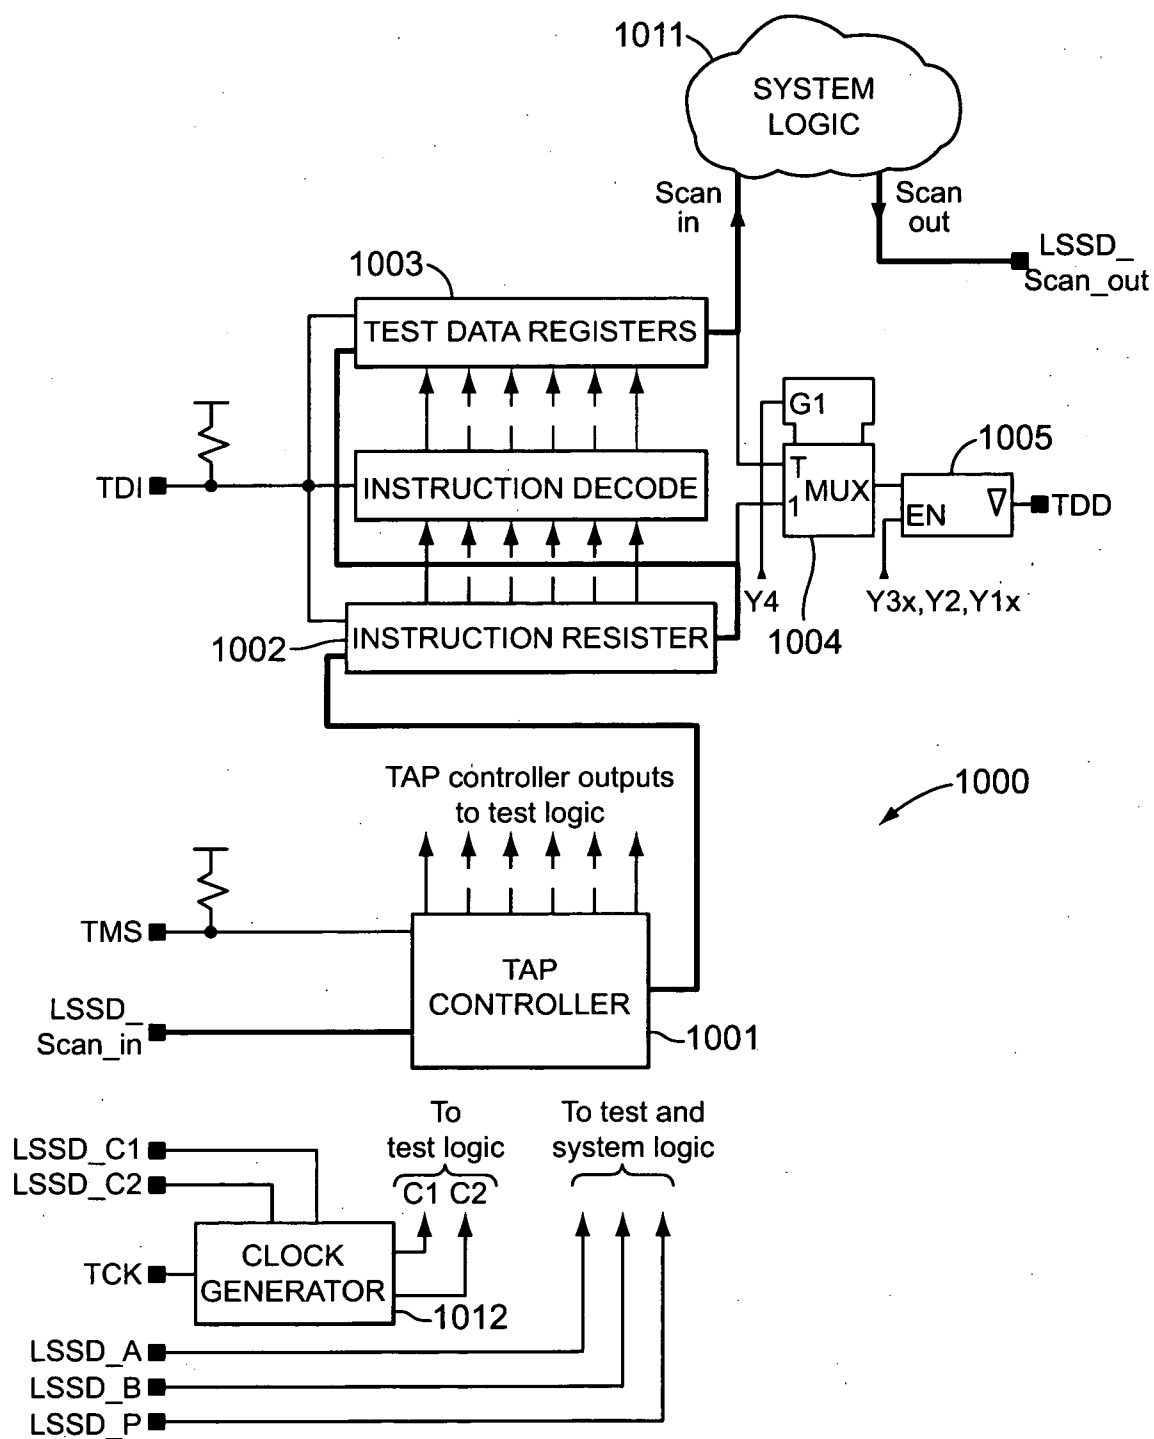 1011
SYSTEM
LOGIC
Scan
in
Scan
out
LSSD_
Scan_out
1003
TEST DATA REGISTERS
G1
1005
TDI
INSTRUCTION DECODE
T
MUX
1
EN
TDD
Y4
Y3x,Y2,Y1x
1004
1002
INSTRUCTION RESISTER
TAP controller outputs
to test logic
1000
TMS
TAP
CONTROLLER
LSSD_
Scan_in
1001
To
test logic
To test and
system logic
LSSD_C1
LSSD_C2
C1 C2
CLOCK
GENERATOR
TCK
1012
LSSD_A
LSSD_B
LSSD_P